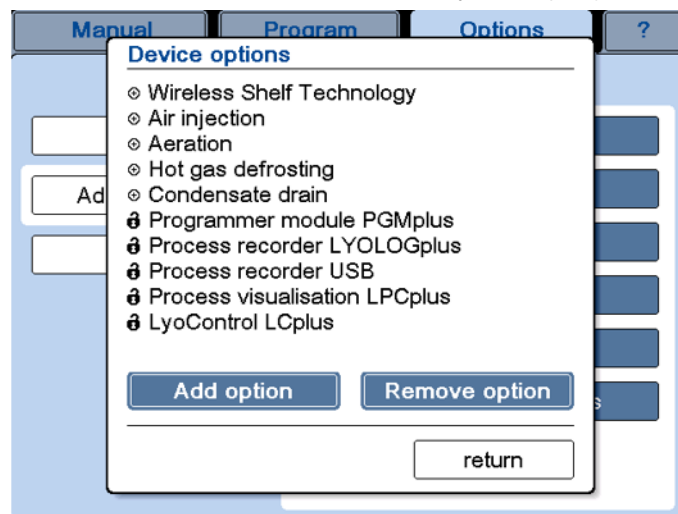 Manual Program Options ?
Device options
Wireless Shelf Technology
Air injection
Aeration
Hot gas defrosting
Condensate drain
Programmer module PGMplus
Process recorder LYOLOGplus
Process recorder USB
Process visualisation LPCplus
LyoControl LCplus
Ad
Add option Remove option
s
return